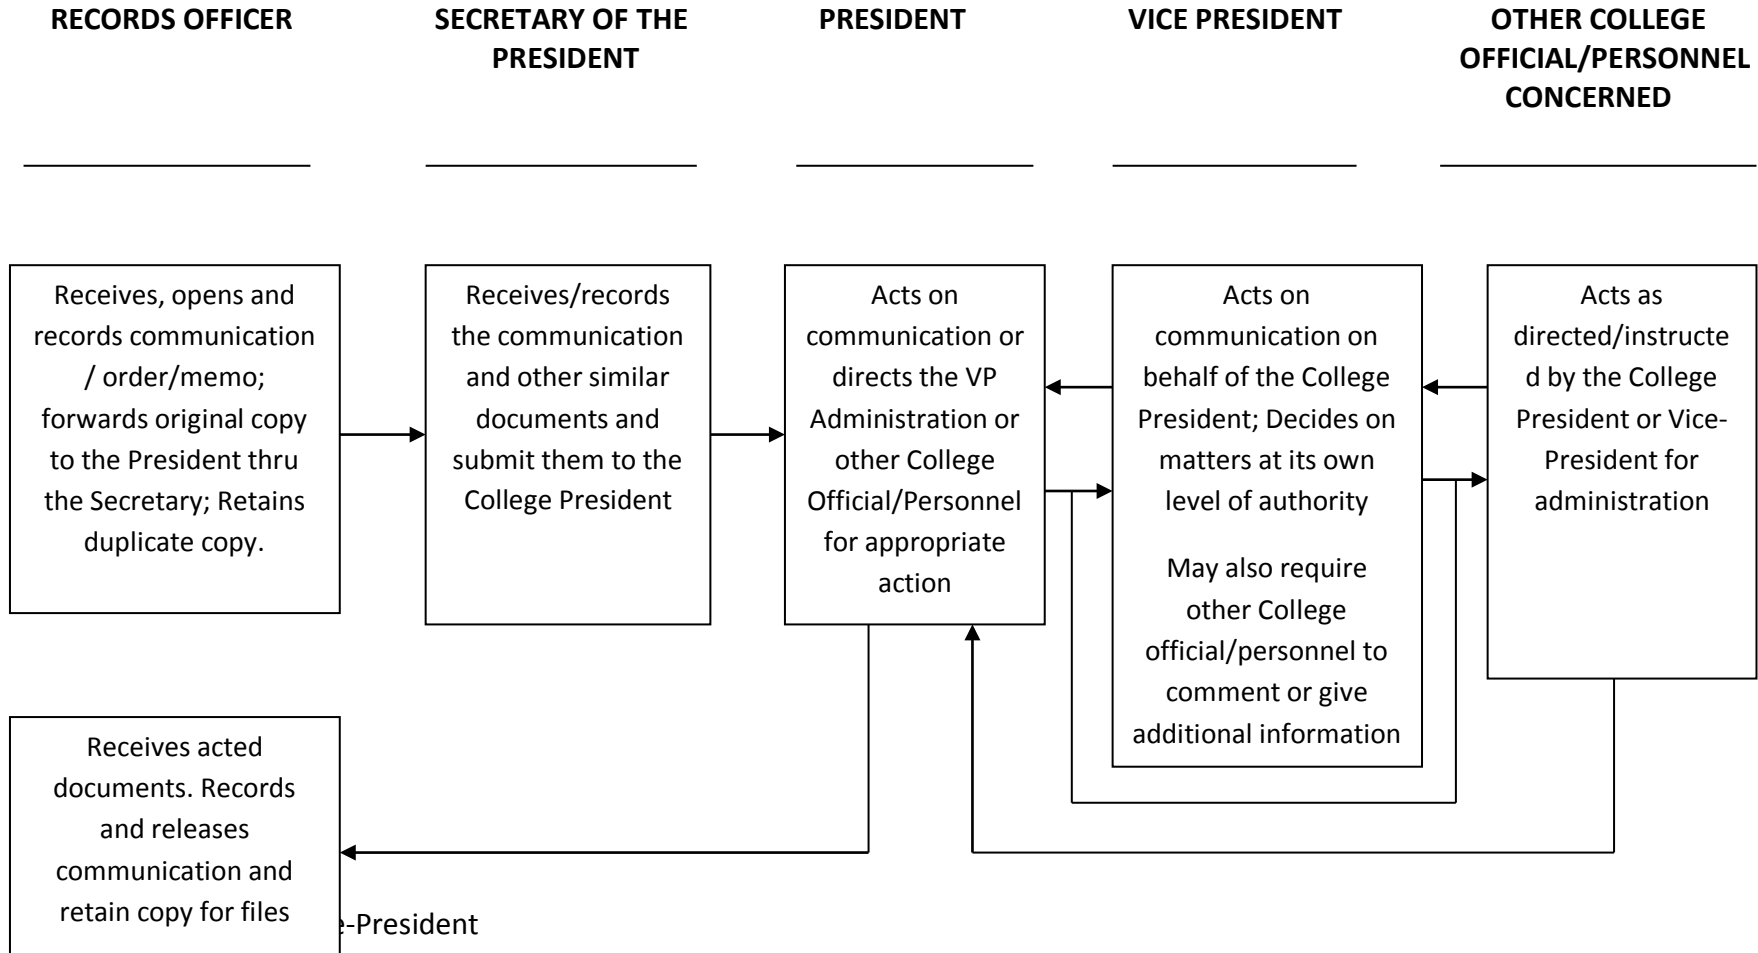 RECORDS OFFICER
SECRETARY OF THE
PRESIDENT
PRESIDENT
VICE PRESIDENT
OTHER COLLEGE
OFFICIAL/PERSONNEL
CONCERNED
Receives, opens and
records communication
/ order/memo;
forwards original copy
to the President thru
the Secretary; Retains
duplicate copy.
Receives/records
the communication
and other similar
documents and
submit them to the
College President
Acts on
communication or
directs the VP
Administration or
other College
Official/Personnel
for appropriate
action
Acts on
communication on
behalf of the College
President; Decides on
matters at its own
level of authority
May also require
other College
official/personnel to
comment or give
additional information
Acts as
directed/instructe
d by the College
President or Vice-
President for
administration
Receives acted
documents. Records
and releases
communication and
retain copy for files
-President